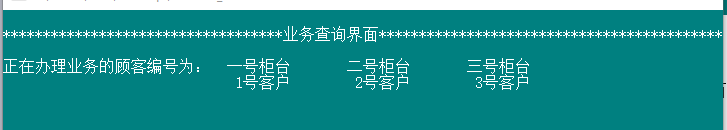 ***********************************业务查询界面*******************************************
正在办理业务的顾客编号为： 一号柜台 二号柜台 三号柜台
1号客户 2号客户 3号客户